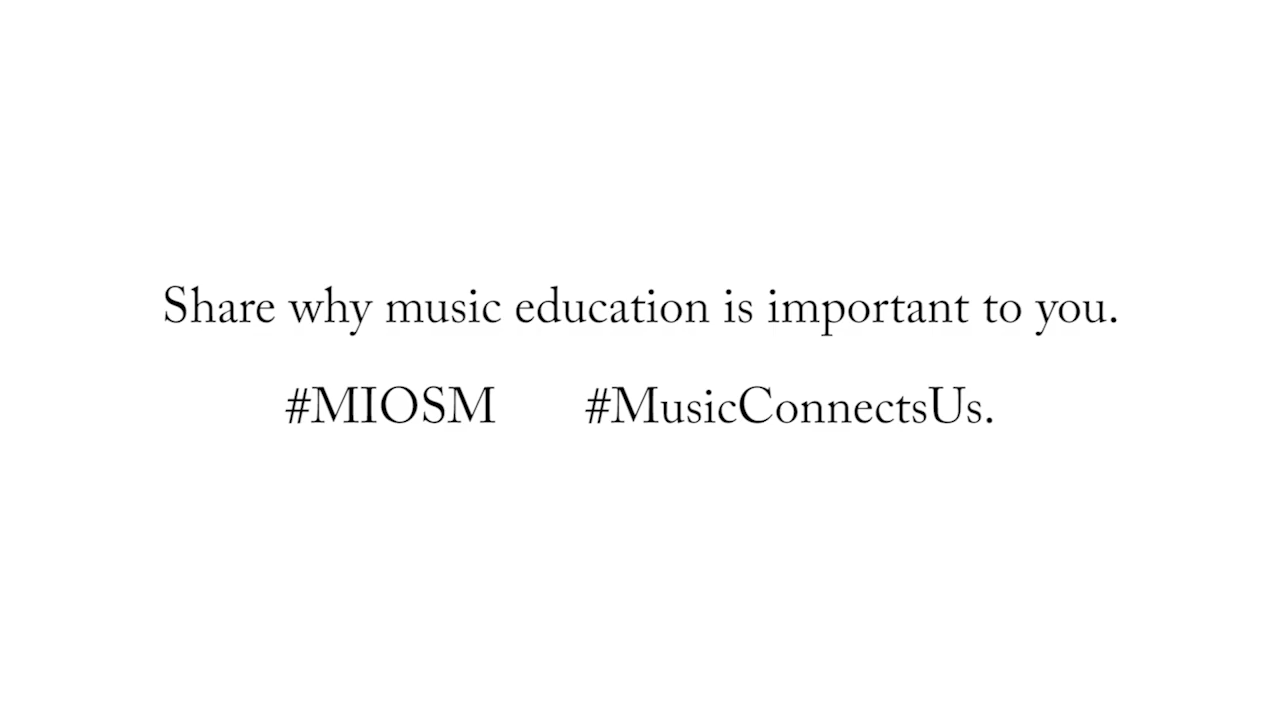 Share why music education is important to you.
#MIOSM #MusicConnectsUs.